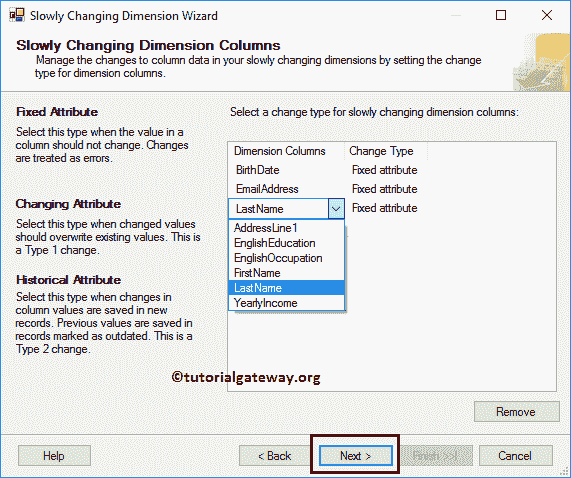 Slowly Changing Dimension Wizard
Slowly Changing Dimension Columns
Manage the changes to column data in your slowly changing dimensions by setting the change
type for dimension columns.
Fixed Attribute
Select this type when the value in a
column should not change. Changes
are treated as errors.
Changing Attribute
Select this type when changed values
should overwrite existing values. This is
a Type 1 change.
Historical Attribute
Select this type when changes in
column values are saved in new
records. Previous values are saved in
records marked as outdated. This is a
Type 2 change.
Select a change type for slowly changing dimension columns:
Dimension Columns Change Type
BirthDate Fixed attribute
EmailAddress Fixed attribute
LastName Fixed attribute
AddressLine1
EnglishEducation
EnglishOccupation
FirstName
LastName
YearlyIncome
©tutorialgateway.org
Remove
Help < Back Next > Finish >>| Cancel